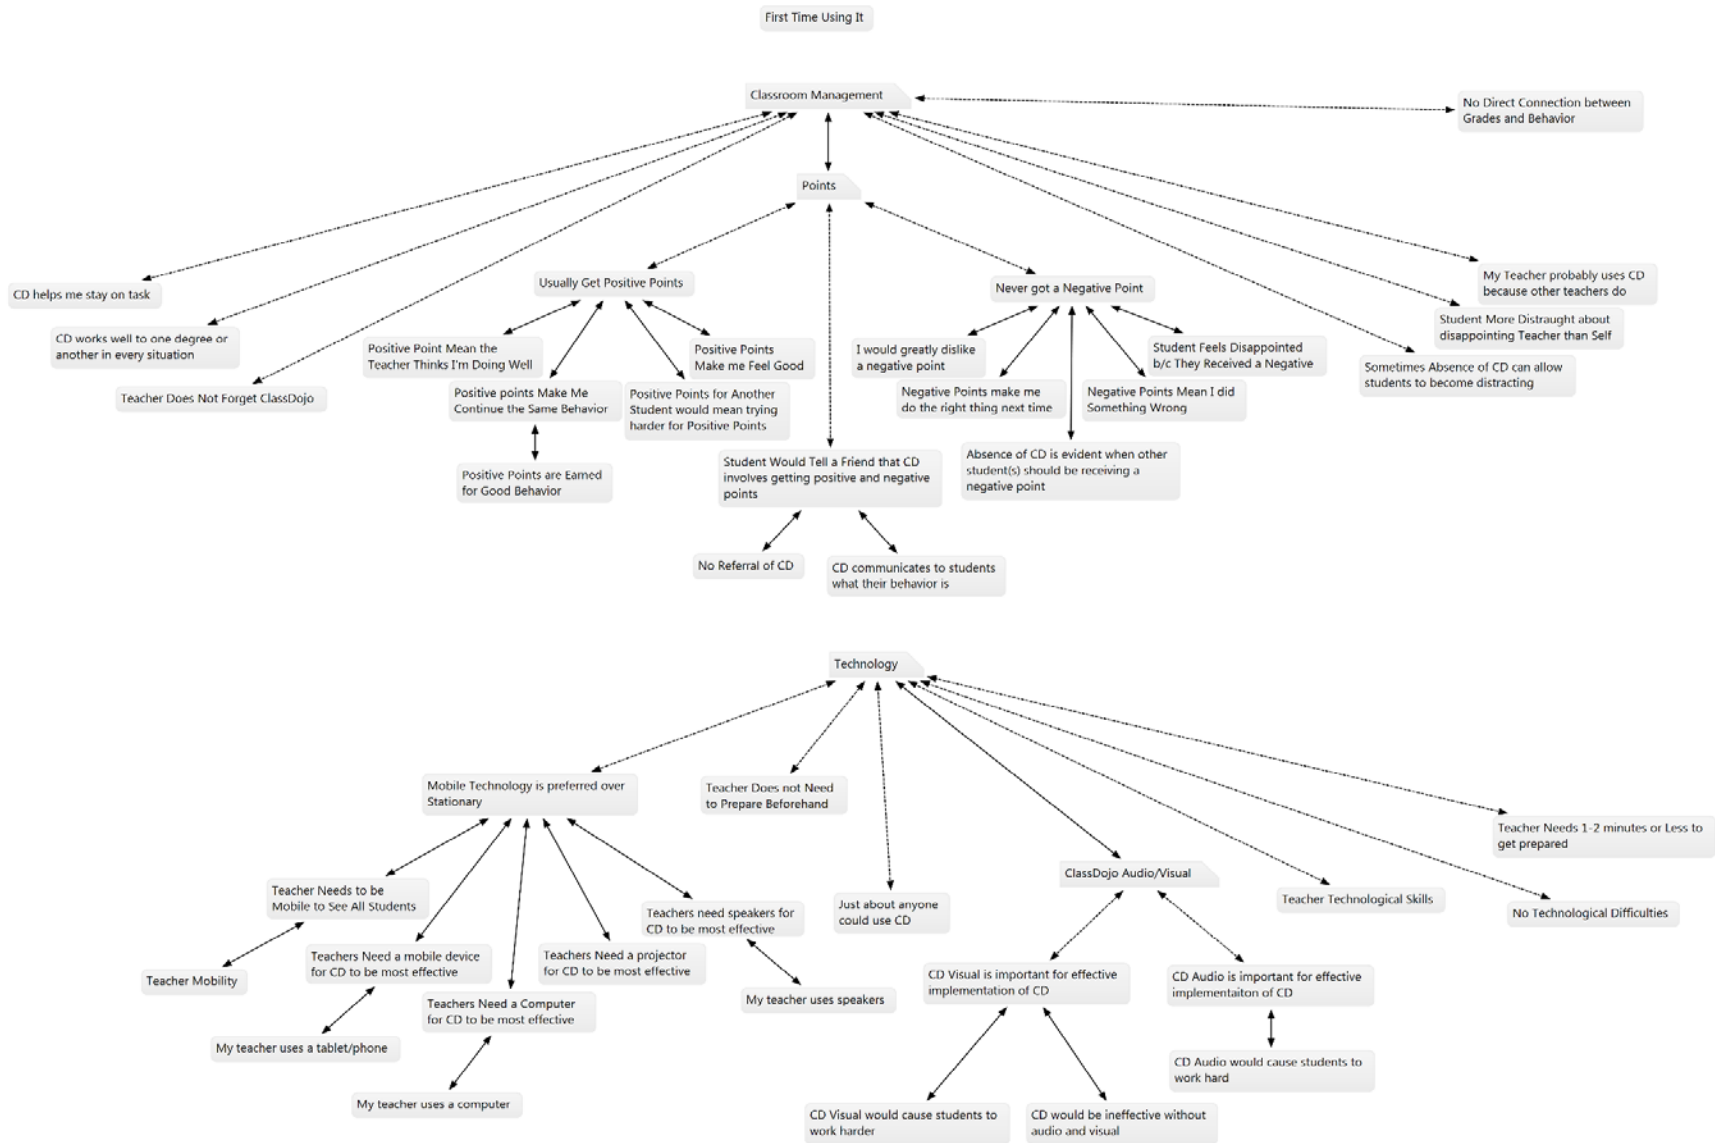 First Time Using It
Classroom Management
No Direct Connection between
Grades and Behavior
Points
CD helps me stay on task
CD works well to one degree or
another in every situation
Teacher Does Not Forget ClassDojo
Usually Get Positive Points
Positive Point Mean the
Teacher Thinks I'm Doing Well
Positive points Make Me
Continue the Same Behavior
Positive Points are Earned
for Good Behavior
Positive Points
Make me Feel Good
Positive Points for Another
Student would mean trying
harder for Positive Points
Student Would Tell a Friend that CD
involves getting positive and negative
points
No Referral of CD
CD communicates to students
what their behavior is
Never got a Negative Point
I would greatly dislike
a negative point
Negative Points make me
do the right thing next time
Absence of CD is evident when other
student(s) should be receiving a
negative point
Student Feels Disappointed
b/c They Received a Negative
Negative Points Mean I did
Something Wrong
My Teacher probably uses CD
because other teachers do
Student More Distraught about
disappointing Teacher than Self
Sometimes Absence of CD can allow
students to become distracting
Technology
Mobile Technology is preferred over
Stationary
Teacher Needs to be
Mobile to See All Students
Teacher Mobility
Teachers Need a mobile device
for CD to be most effective
My teacher uses a tablet/phone
Teachers Need a Computer
for CD to be most effective
My teacher uses a computer
Teachers Need a projector
for CD to be most effective
Teachers need speakers for
CD to be most effective
My teacher uses speakers
Teacher Does not Need
to Prepare Beforehand
Just about anyone
could use CD
ClassDojo Audio/Visual
CD Visual is important for effective
implementation of CD
CD Visual would cause students to
work harder
CD would be ineffective without
audio and visual
CD Audio is important for effective
implementaiton of CD
CD Audio would cause students to
work hard
Teacher Technological Skills
No Technological Difficulties
Teacher Needs 1-2 minutes or Less to
get prepared